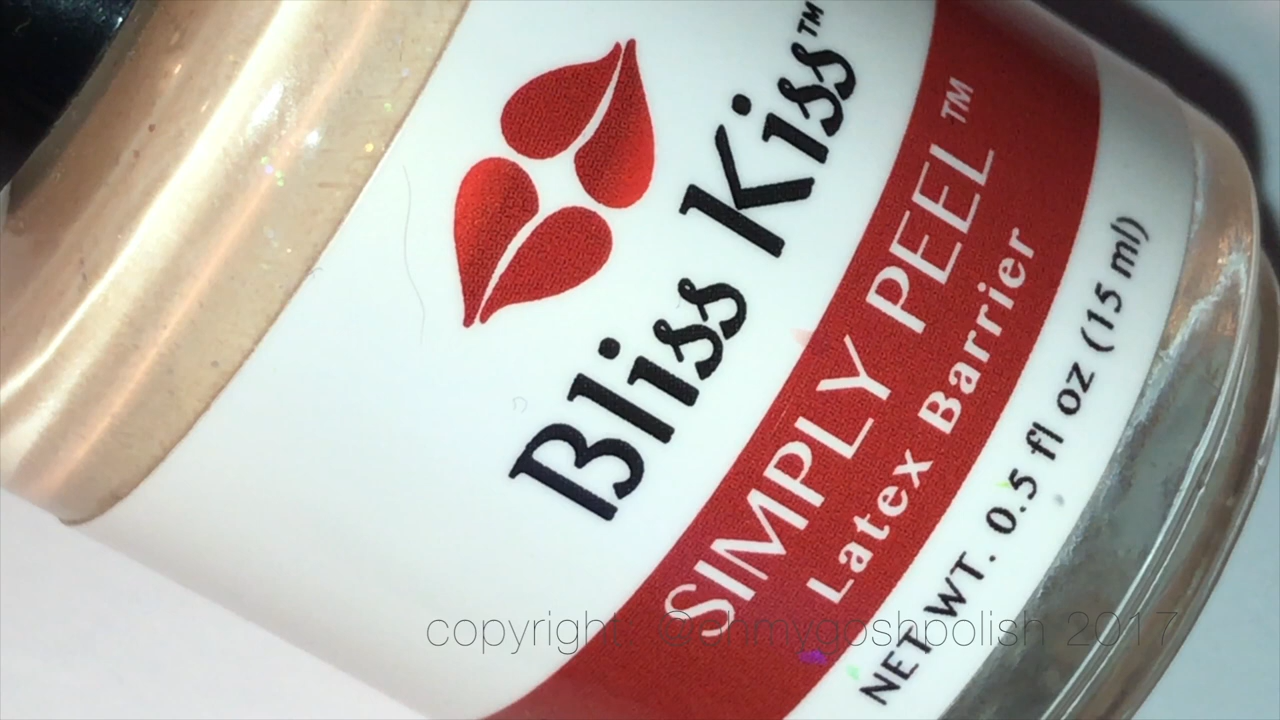 Bliss Kiss™
SIMPLY PEEL™
Latex Barrier
NET WT. 0.5 fl oz (15 ml)
copyright: @ohmygoshpolish 2017